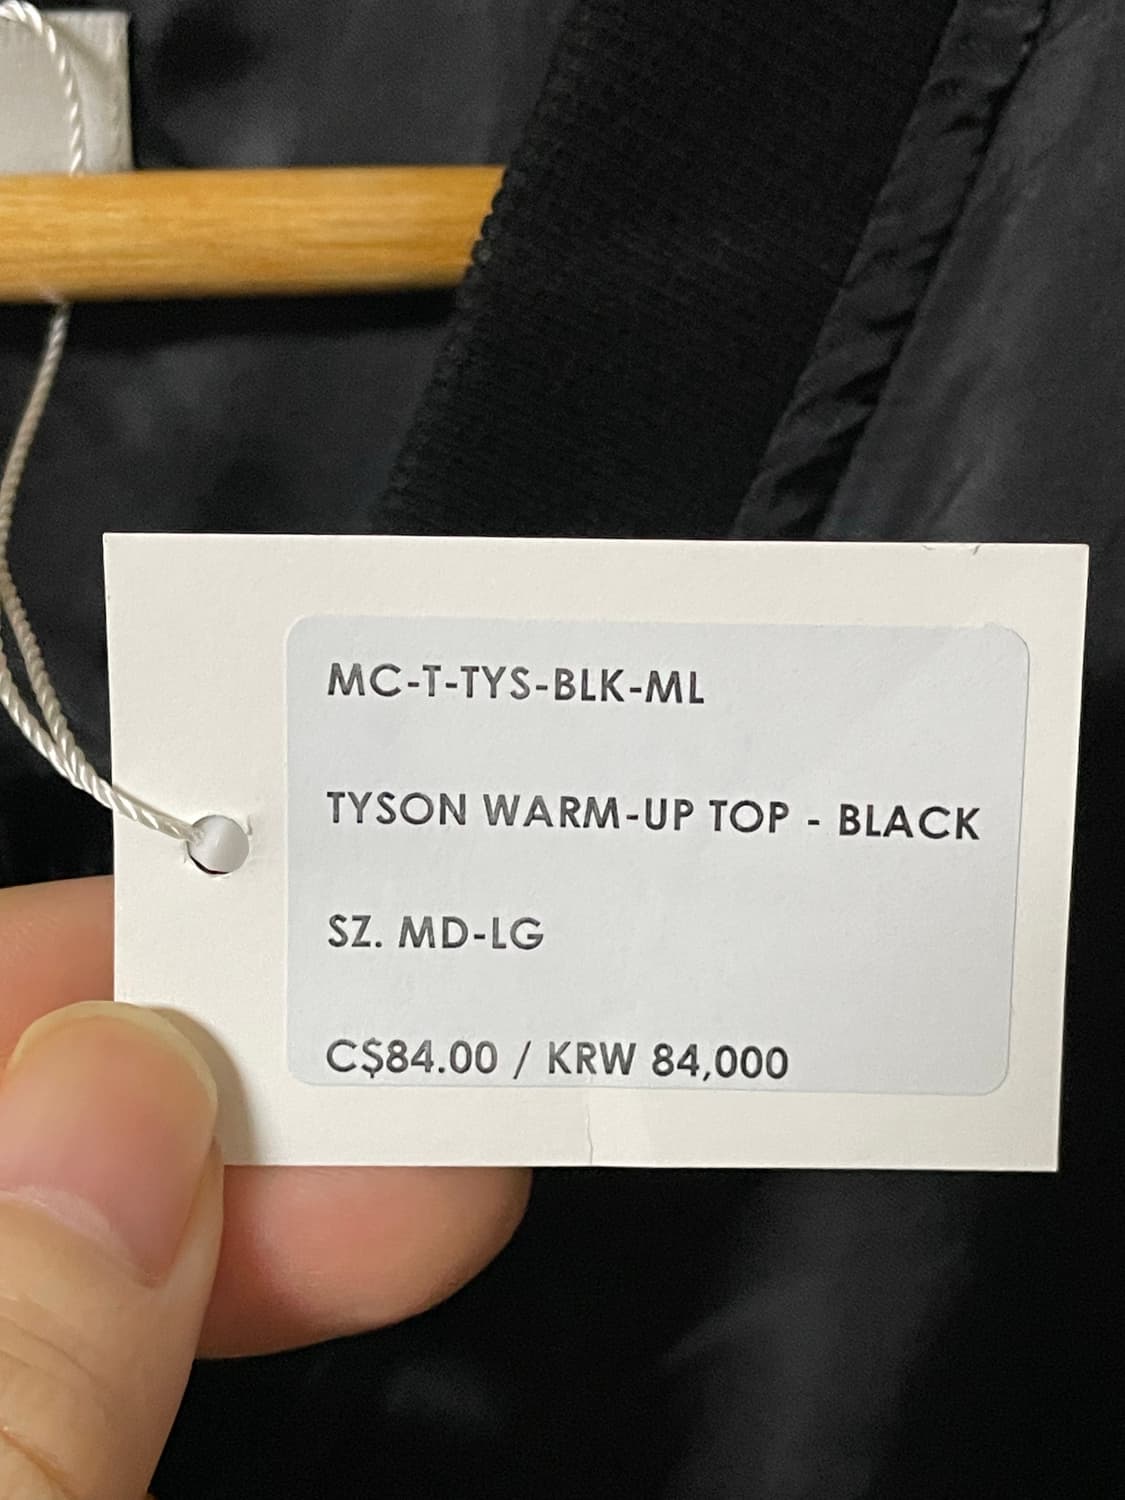 MC-T-TYS-BLK-ML
TYSON WARM-UP TOP - BLACK
SZ. MD-LG
C$84.00 / KRW 84,000